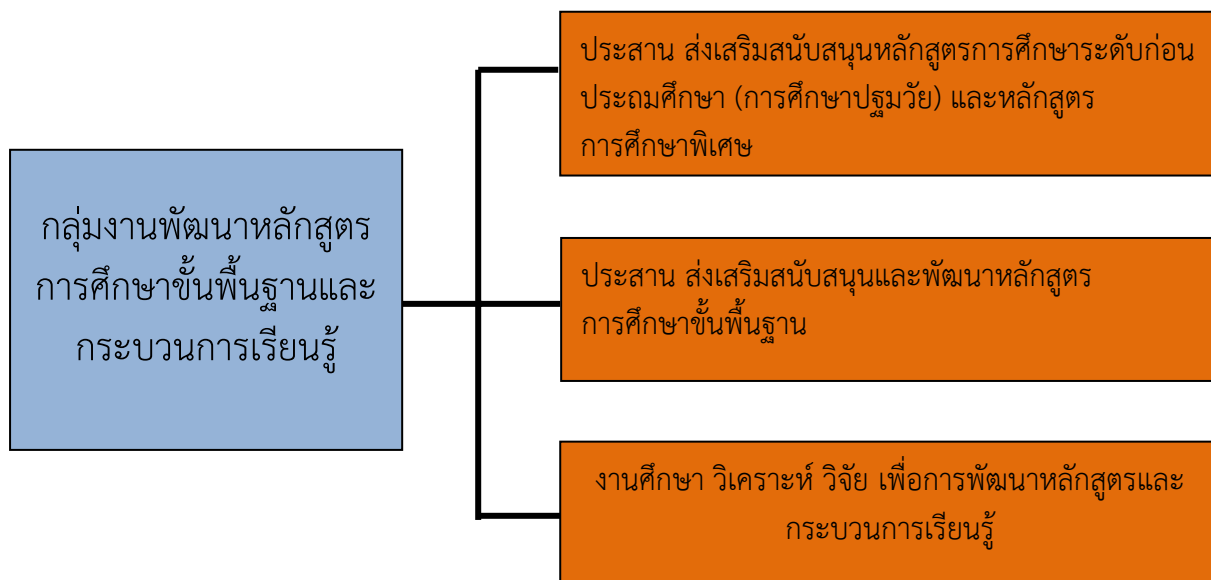 กลุ่มงานพัฒนาหลักสูตร
การศึกษาขั้นพื้นฐานและ
กระบวนการเรียนรู้
ประสาน ส่งเสริมสนับสนุนหลักสูตรการศึกษาระดับก่อน
ประถมศึกษา (การศึกษาปฐมวัย) และหลักสูตร
การศึกษาพิเศษ
ประสาน ส่งเสริมสนับสนุนและพัฒนาหลักสูตร
การศึกษาขั้นพื้นฐาน
งานศึกษา วิเคราะห์ วิจัย เพื่อการพัฒนาหลักสูตรและ
กระบวนการเรียนรู้